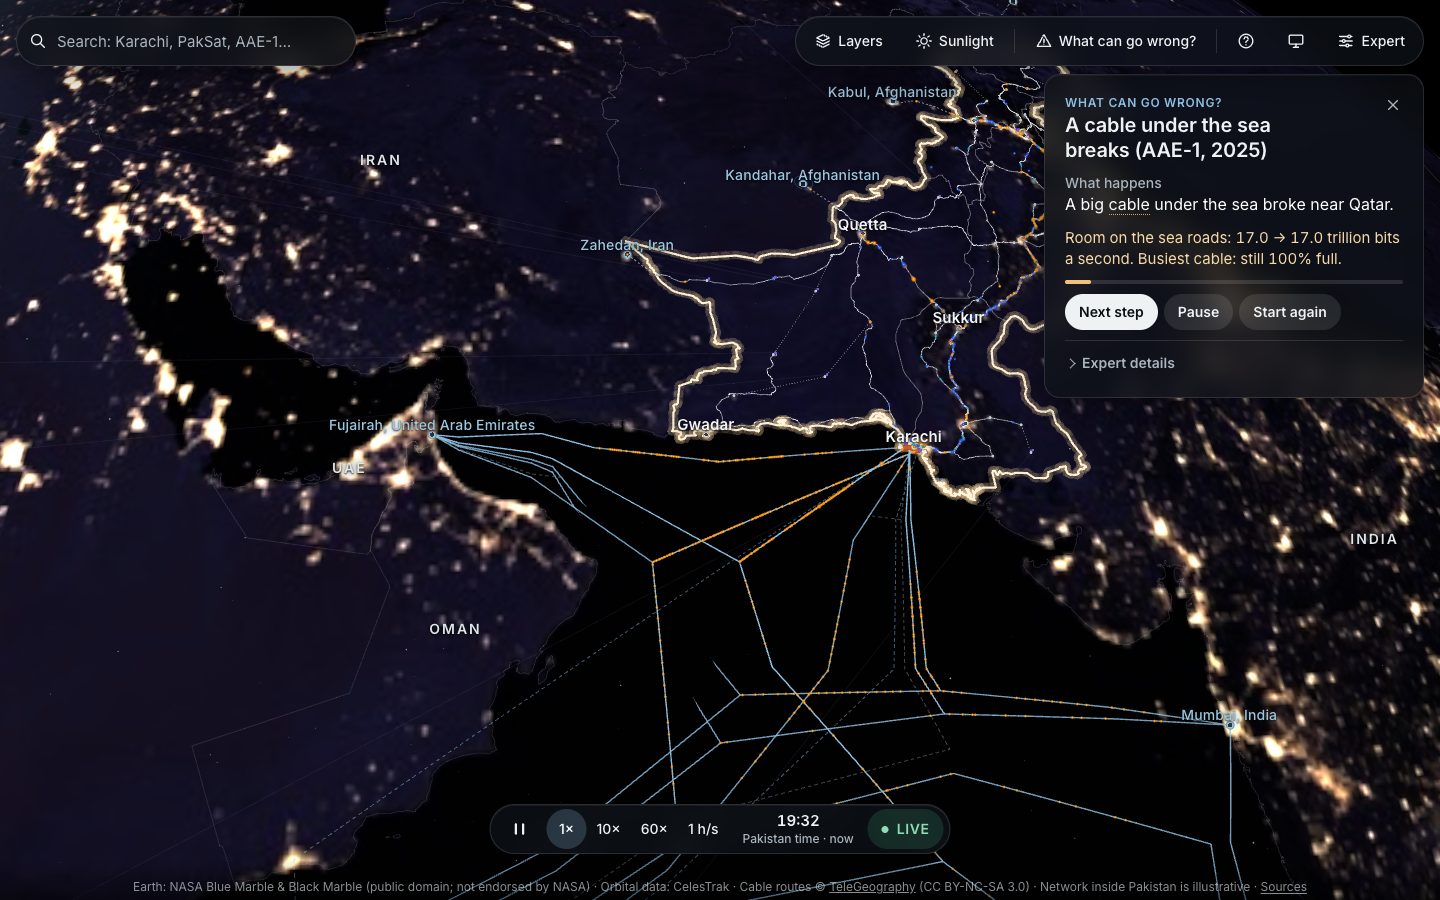 Search: Karachi, PakSat, AAE-1...
Layers
Sunlight
What can go wrong?
Expert
WHAT CAN GO WRONG?
A cable under the sea
breaks (AAE-1, 2025)
What happens
A big cable under the sea broke near Qatar.
Room on the sea roads: 17.0 → 17.0 trillion bits
a second. Busiest cable: still 100% full.
Next step
Pause
Start again
Expert details
Kabul, Afghanistan
IRAN
Kandahar, Afghanistan
Quetta
Zahedan, Iran
Sukkur
Fujairah, United Arab Emirates
Gwadar
Karachi
UAE
INDIA
OMAN
Mumbai, India
1×
10×
60×
1 h/s
19:32
Pakistan time · now
LIVE
Earth: NASA Blue Marble & Black Marble (public domain; not endorsed by NASA) · Orbital data: CelesTrak · Cable routes © TeleGeography (CC BY-NC-SA 3.0) · Network inside Pakistan is illustrative · Sources